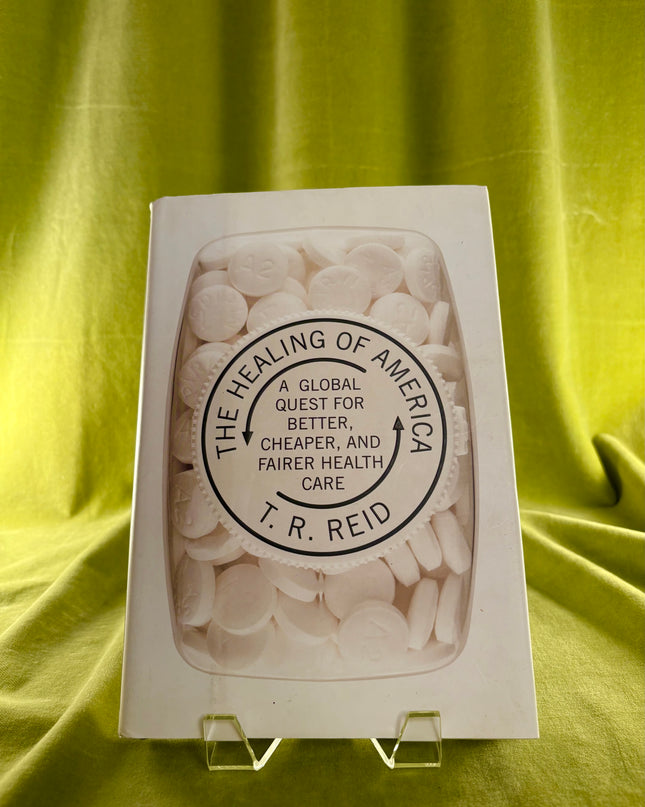 THE HEALING OF AMERICA
A GLOBAL
QUEST FOR
BETTER,
CHEAPER, AND
FAIRER HEALTH
CARE
T. R. REID